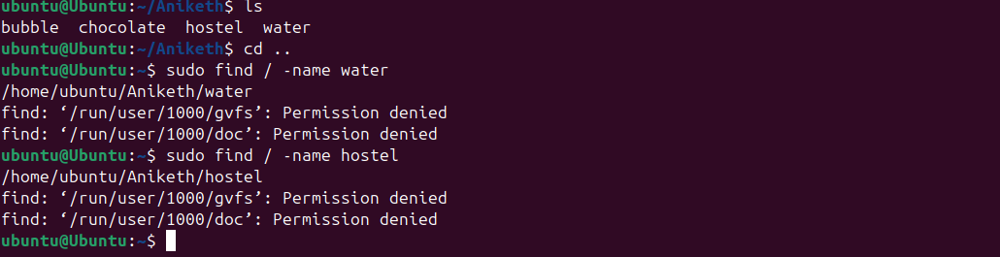 ubuntu@Ubuntu:~/Aniketh$ ls
bubble  chocolate  hostel  water
ubuntu@Ubuntu:~/Aniketh$ cd ..
ubuntu@Ubuntu:~$ sudo find / -name water
/home/ubuntu/Aniketh/water
find: ‘/run/user/1000/gvfs’: Permission denied
find: ‘/run/user/1000/doc’: Permission denied
ubuntu@Ubuntu:~$ sudo find / -name hostel
/home/ubuntu/Aniketh/hostel
find: ‘/run/user/1000/gvfs’: Permission denied
find: ‘/run/user/1000/doc’: Permission denied
ubuntu@Ubuntu:~$